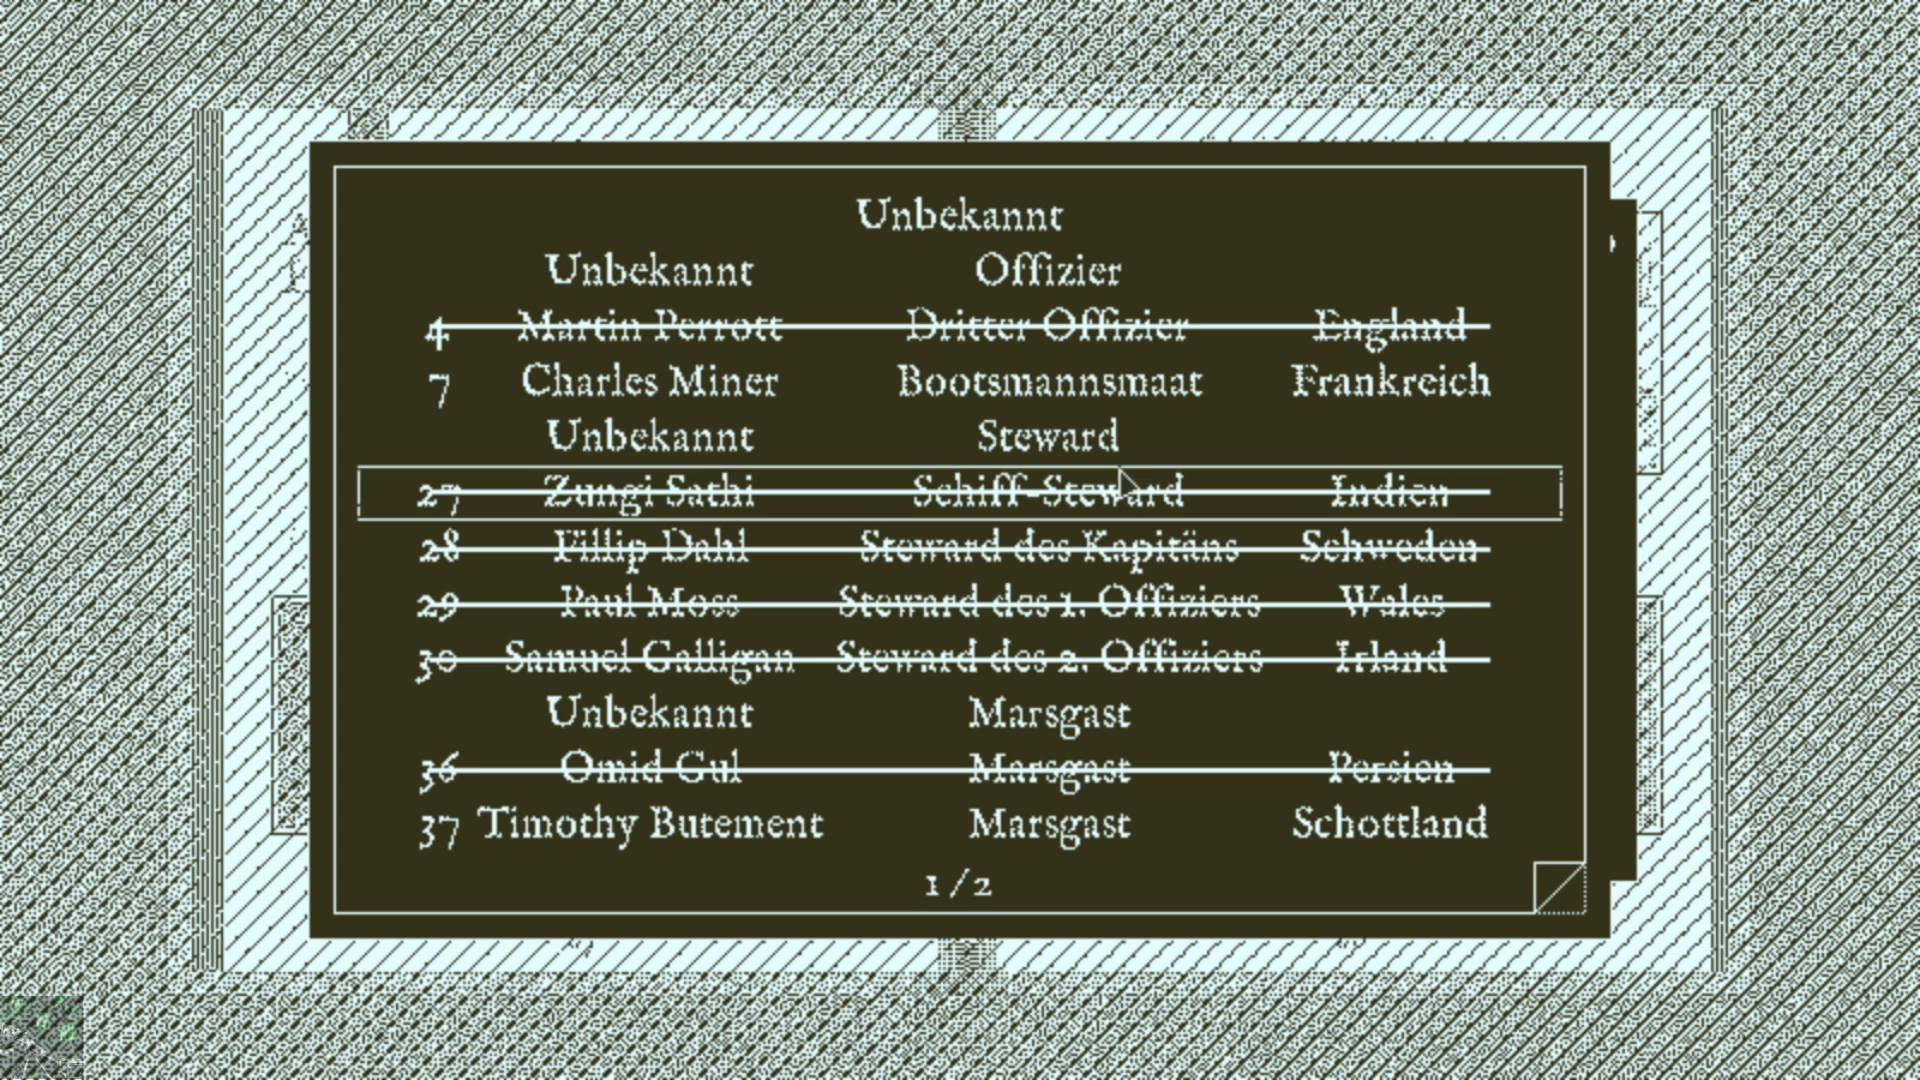 Unbekannt
Unbekannt Offizier
4 Martin Perrott Dritter Offizier England
7 Charles Miner Bootsmannsmaat Frankreich
Unbekannt Steward
27 Zungi Sathi Schiff-Steward Indien
28 Fillip Dahl Steward des Kapitäns Schweden
29 Paul Moss Steward des 1. Offiziers Wales
30 Samuel Galligan Steward des 2. Offiziers Irland
Unbekannt Marsgast
36 Omid Gul Marsgast Persien
37 Timothy Butement Marsgast Schottland
1/2